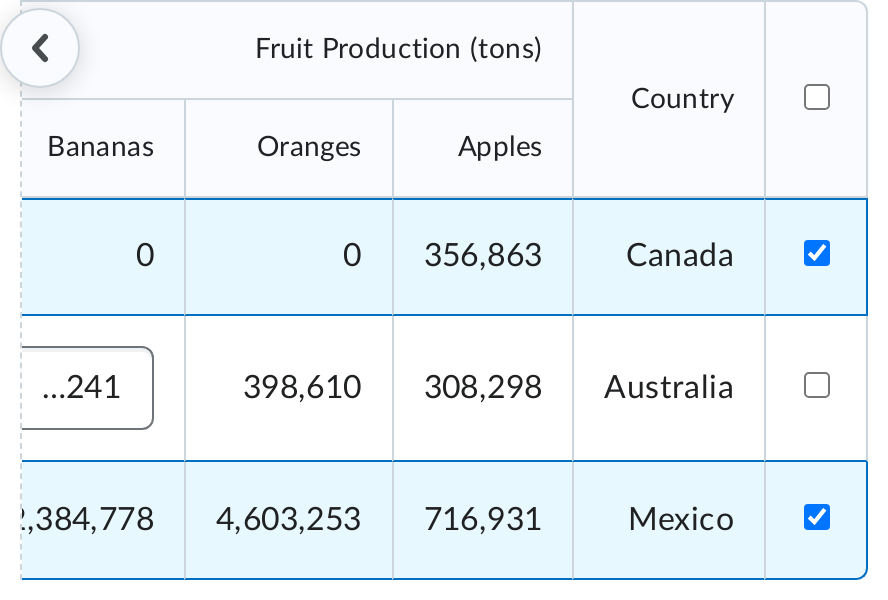 Fruit Production (tons)
Country
Bananas Oranges Apples
0 0 356,863 Canada
...241 398,610 308,298 Australia
,384,778 4,603,253 716,931 Mexico